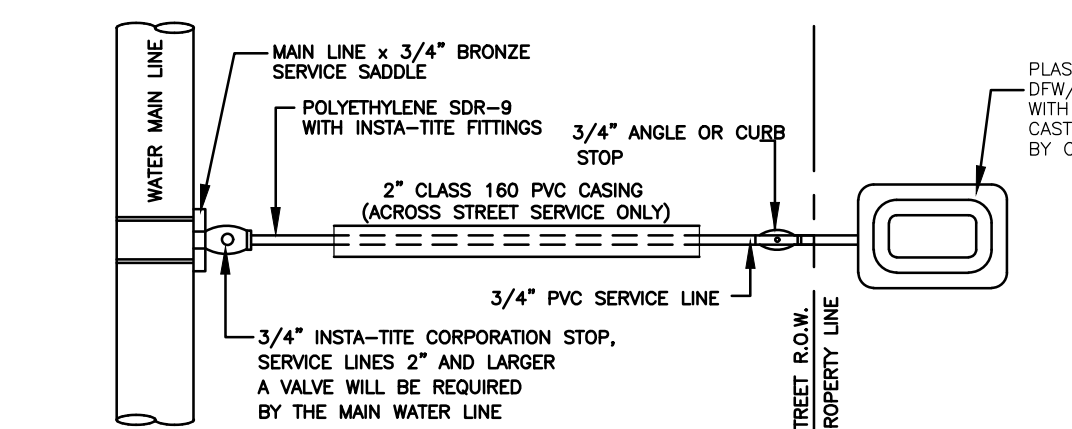 WATER MAIN LINE
MAIN LINE x 3/4" BRONZE
SERVICE SADDLE
POLYETHYLENE SDR-9
WITH INSTA-TITE FITTINGS
3/4" ANGLE OR CURB
STOP
2" CLASS 160 PVC CASING
(ACROSS STREET SERVICE ONLY)
3/4" PVC SERVICE LINE
3/4" INSTA-TITE CORPORATION STOP,
SERVICE LINES 2" AND LARGER
A VALVE WILL BE REQUIRED
BY THE MAIN WATER LINE
TREET R.O.W.
ROPERTY LINE
PLAS
DFW/
WITH
CAST
BY